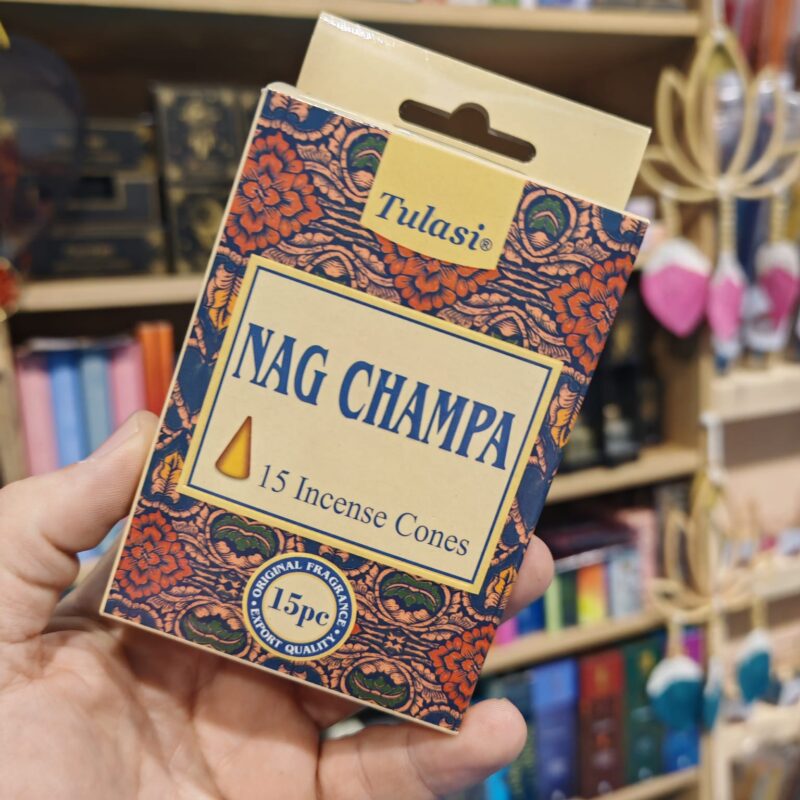 Tulasi®
NAG CHAMPA
15 Incense Cones
ORIGINAL FRAGRANCE
15pc
• EXPORT QUALITY •